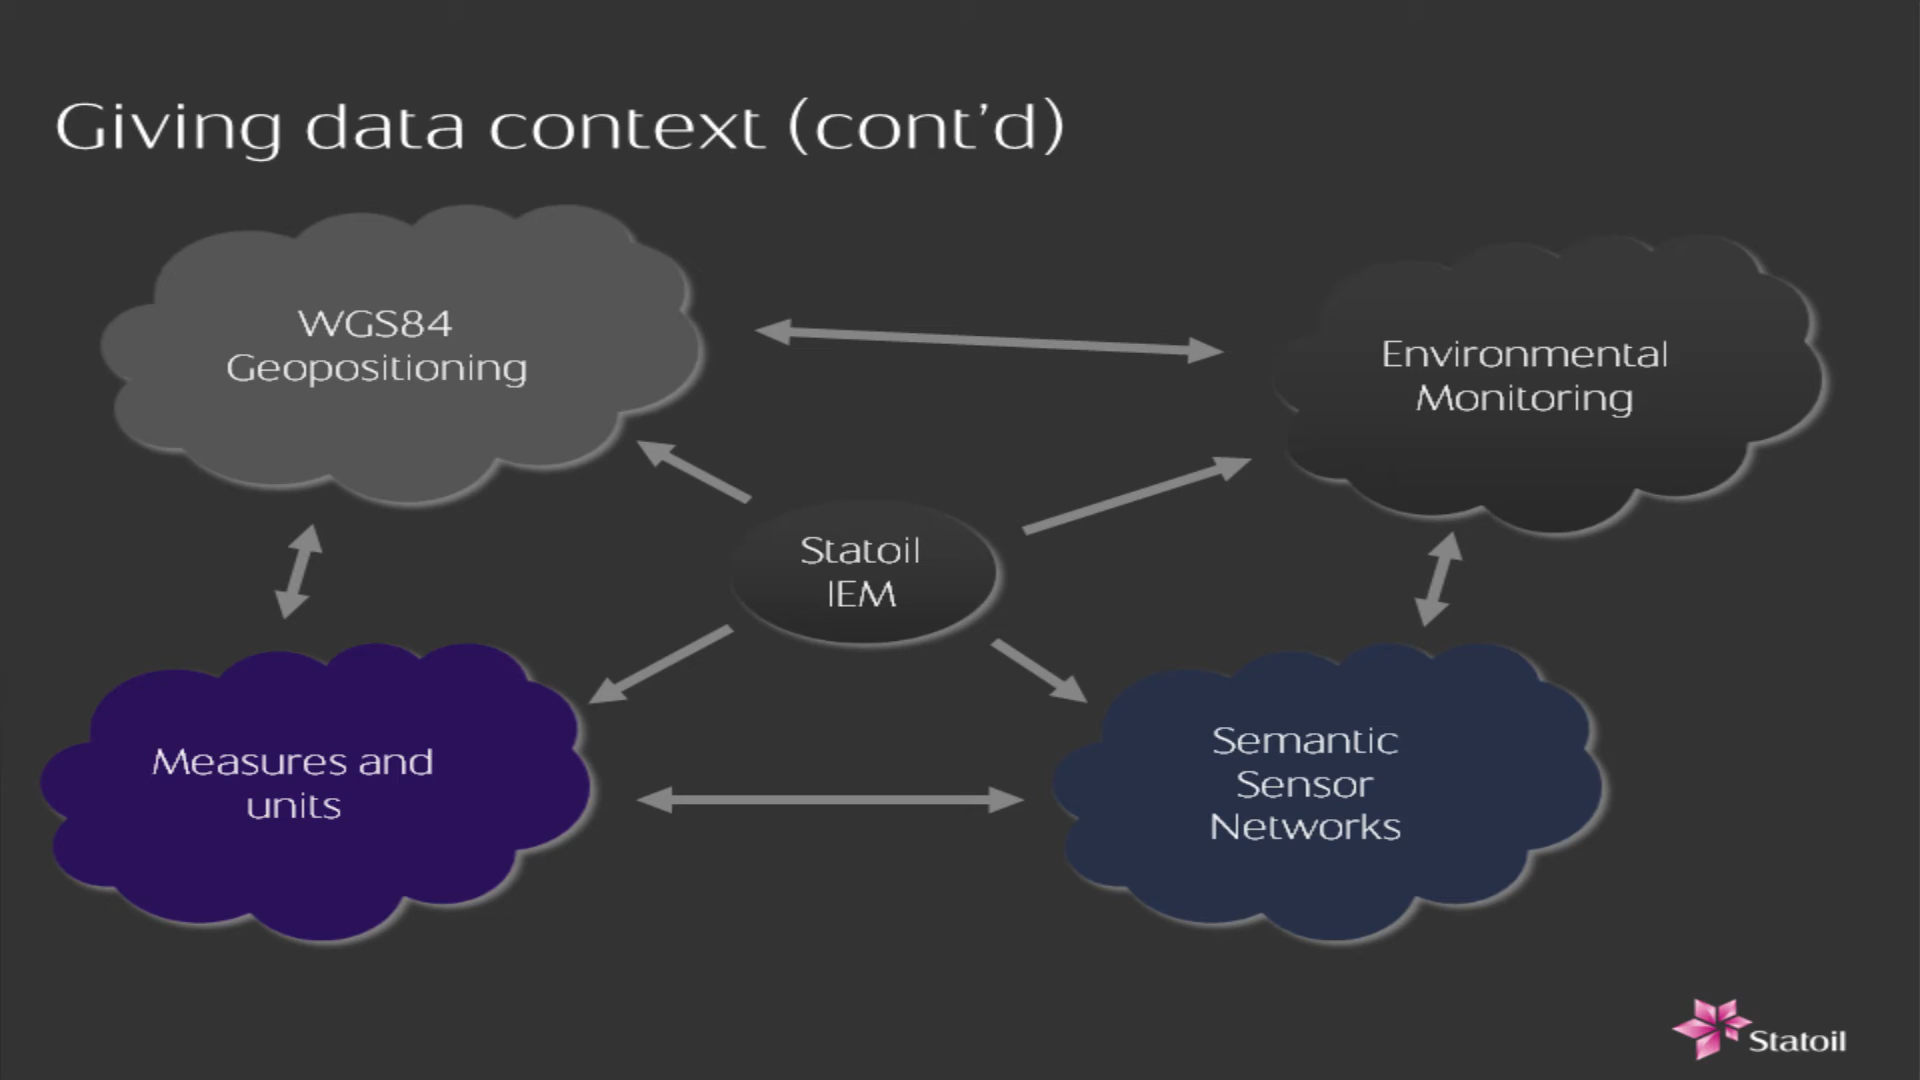 Giving data context (cont'd)
WGS84
Geopositioning
Environmental
Monitoring
Statoil
IEM
Measures and
units
Semantic
Sensor
Networks
Statoil